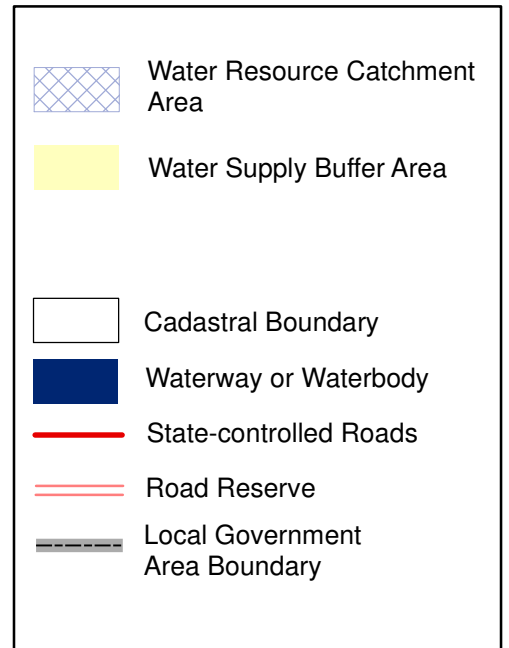 Water Resource Catchment
Area
Water Supply Buffer Area
Cadastral Boundary
Waterway or Waterbody
State-controlled Roads
Road Reserve
Local Government
Area Boundary